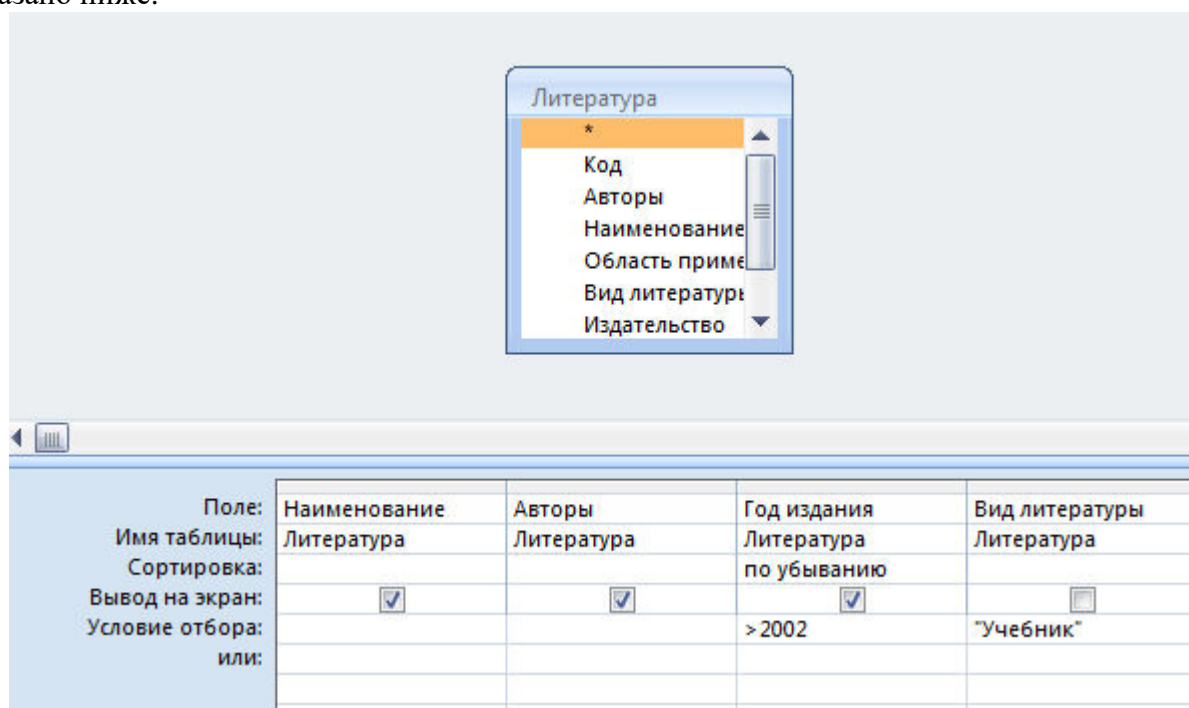 Литература
*
Код
Авторы
Наименование
Область приме
Вид литературы
Издательство
Поле: Наименование Авторы Год издания Вид литературы
Имя таблицы: Литература Литература Литература Литература
Сортировка: по убыванию
Вывод на экран:
Условие отбора: >2002 "Учебник"
или: